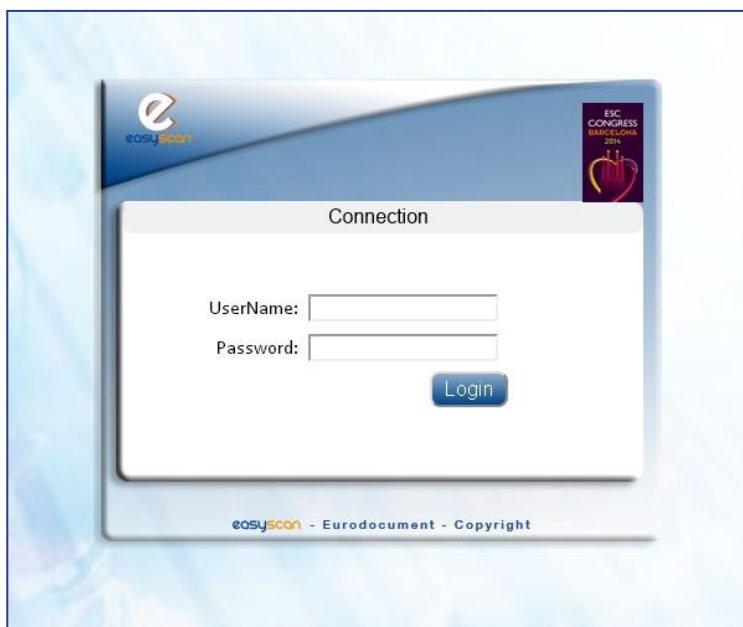 easyscan
ESC
CONGRESS
BARCELONA
2014
Connection
UserName:
Password:
Login
easyscan - Eurodocument - Copyright